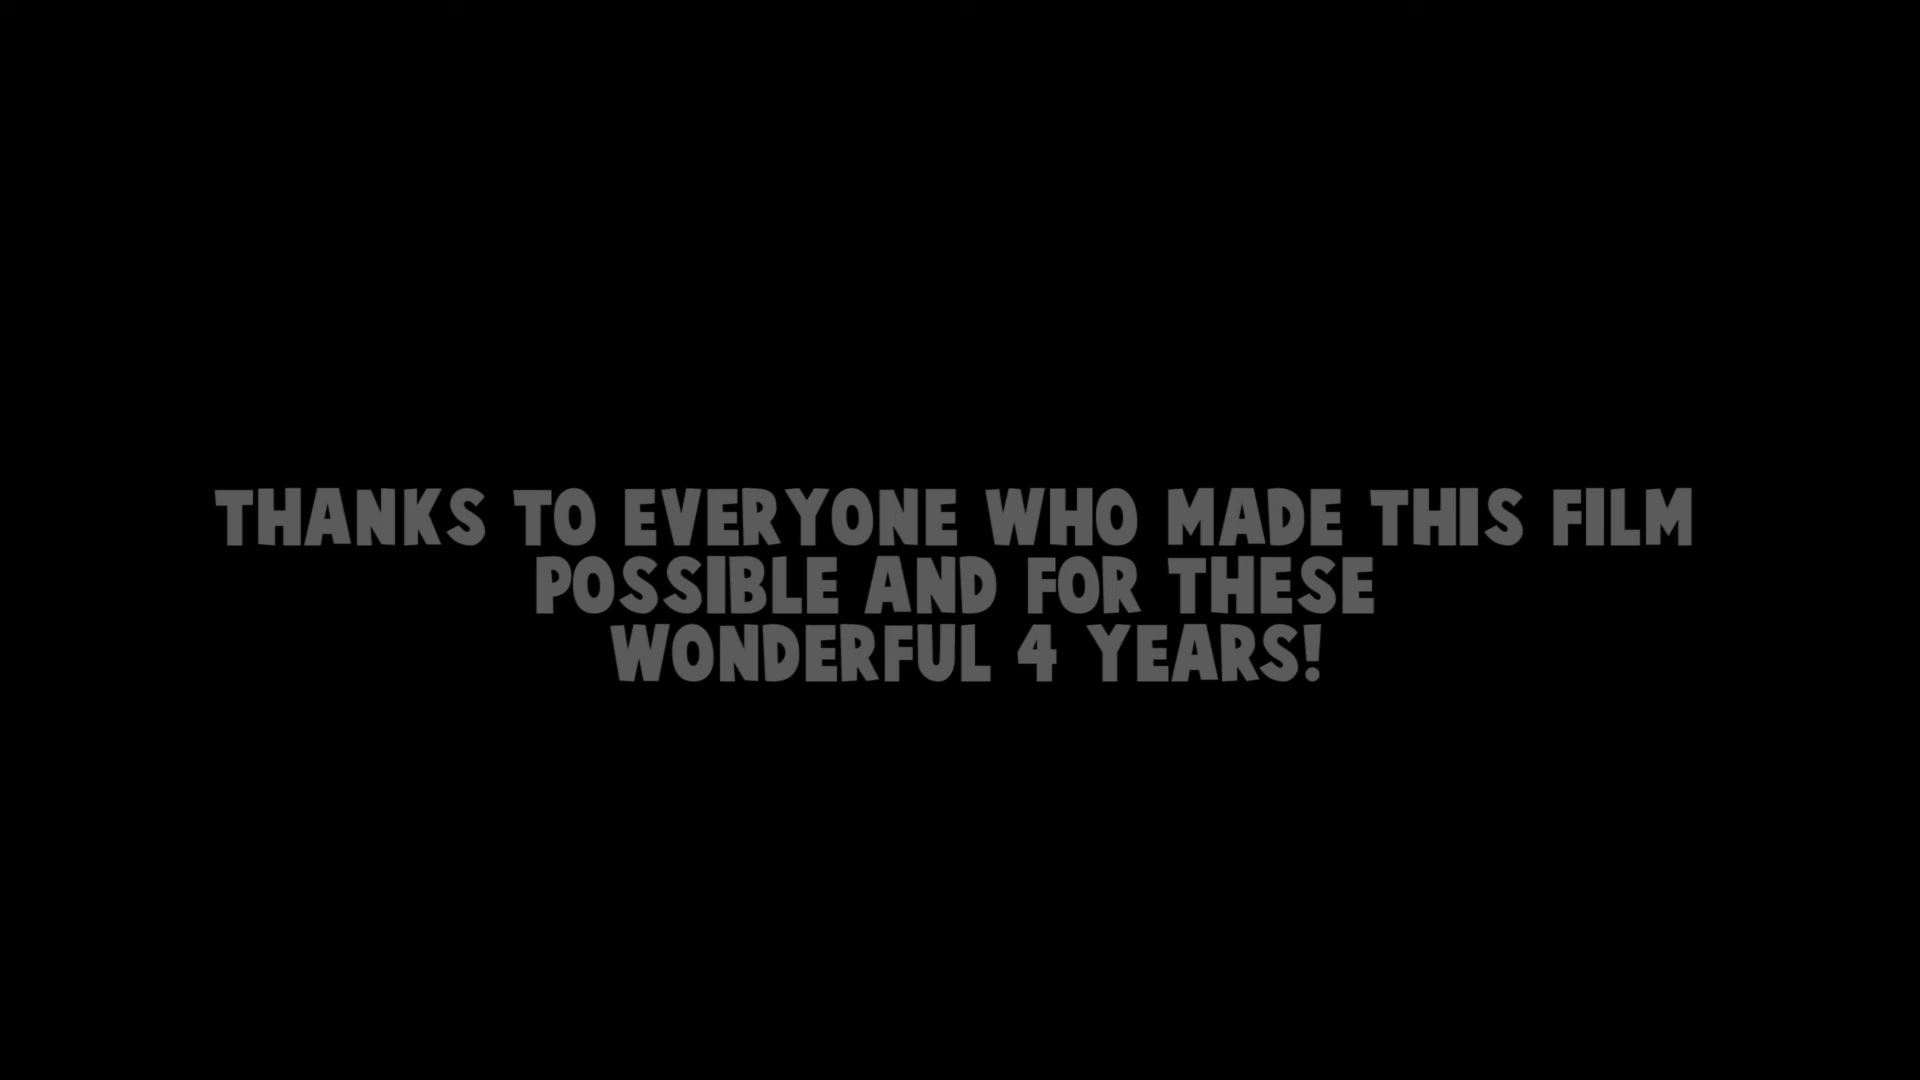 THANKS TO EVERYONE WHO MADE THIS FILM
POSSIBLE AND FOR THESE
WONDERFUL 4 YEARS!